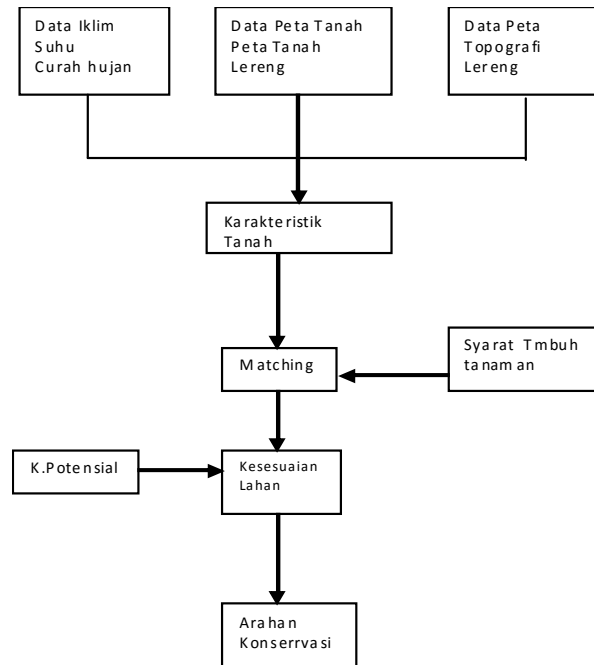 Data Iklim
Suhu
Curah hujan
Data Peta Tanah
Peta Tanah
Lereng
Data Peta
Topografi
Lereng
Karakteristik
Tanah
Matching
Syarat Tmbuh
tanaman
K.Potensial
Kesesuaian
Lahan
Arahan
Konserrvasi